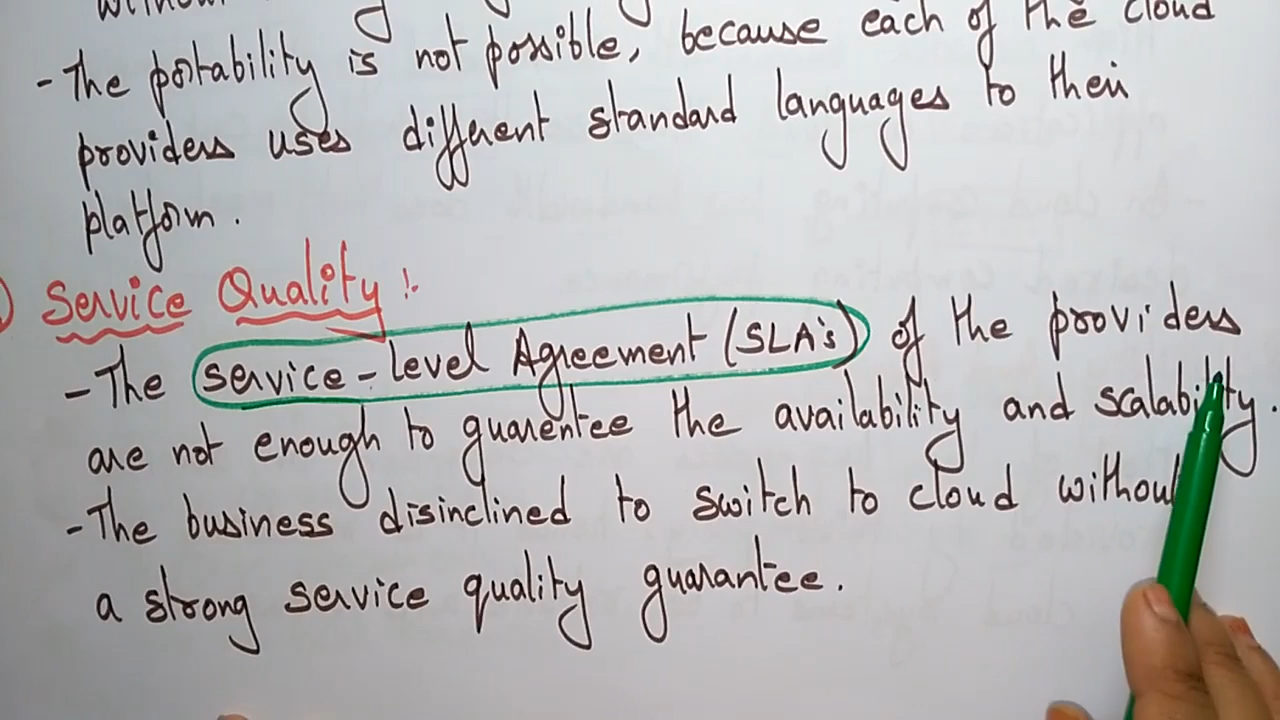 without
- The portability is not possible, because each of the cloud
providers uses different standard languages to their
platform.
) Service Quality :
- The Service-level Agreement (SLA's) of the providers
are not enough to guarentee the availability and scalability.
- The business disinclined to switch to cloud without
a strong service quality guarantee.